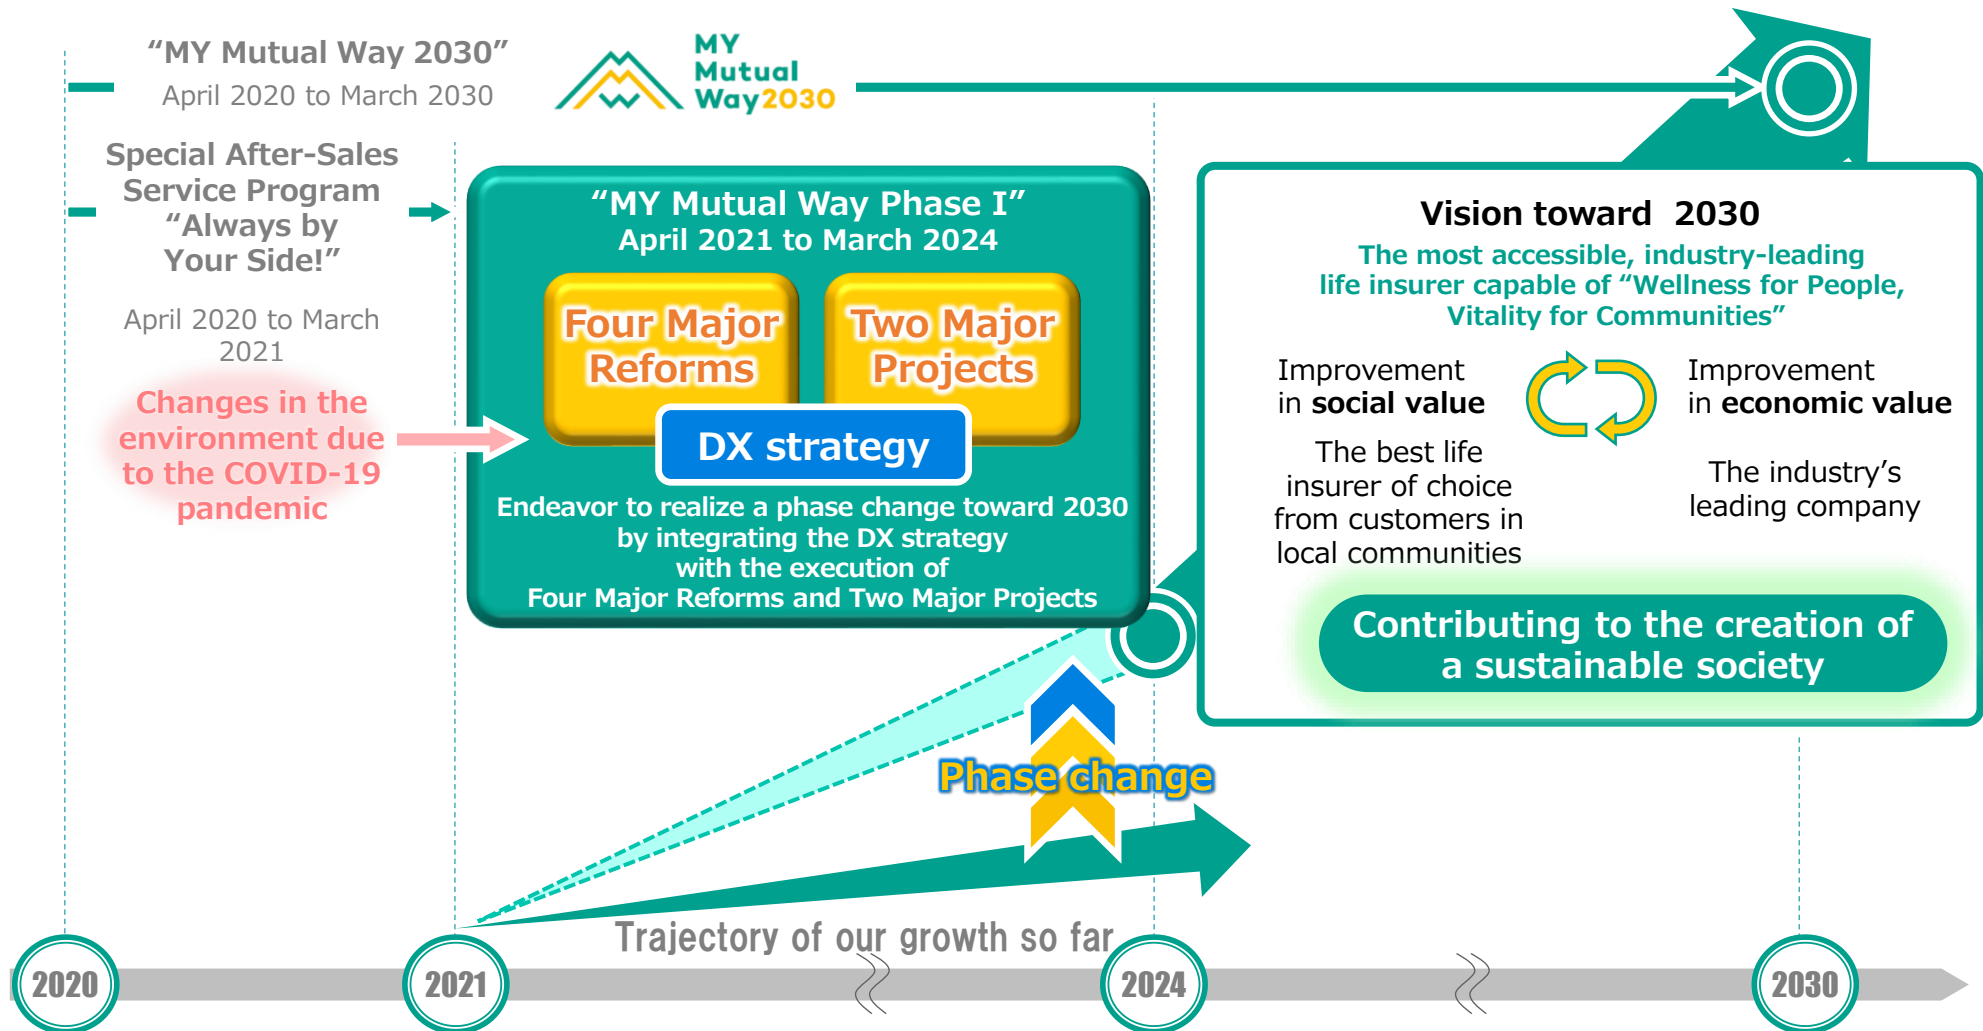 “MY Mutual Way 2030”
April 2020 to March 2030
MY
Mutual
Way2030
Special After-Sales
Service Program
“Always by
Your Side!”
April 2020 to March
2021
Changes in the
environment due
to the COVID-19
pandemic
“MY Mutual Way Phase I”
April 2021 to March 2024
Four Major
Reforms
Two Major
Projects
DX strategy
Endeavor to realize a phase change toward 2030
by integrating the DX strategy
with the execution of
Four Major Reforms and Two Major Projects
Vision toward 2030
The most accessible, industry-leading
life insurer capable of “Wellness for People,
Vitality for Communities”
Improvement
in social value
The best life
insurer of choice
from customers in
local communities
Improvement
in economic value
The industry’s
leading company
Contributing to the creation of
a sustainable society
Phase change
Trajectory of our growth so far
2020
2021
2024
2030